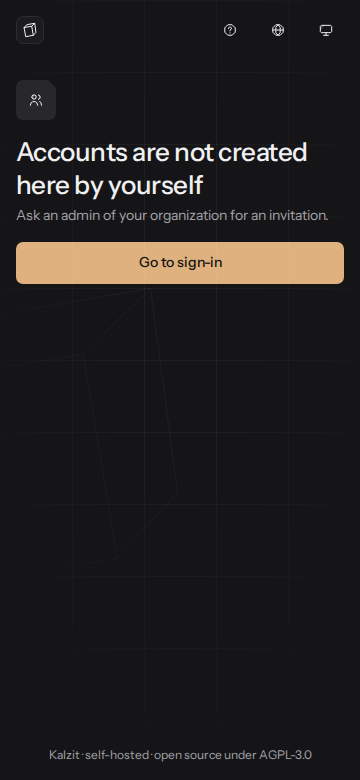 Accounts are not created
here by yourself
Ask an admin of your organization for an invitation.
Go to sign-in
Kalzit · self-hosted · open source under AGPL-3.0